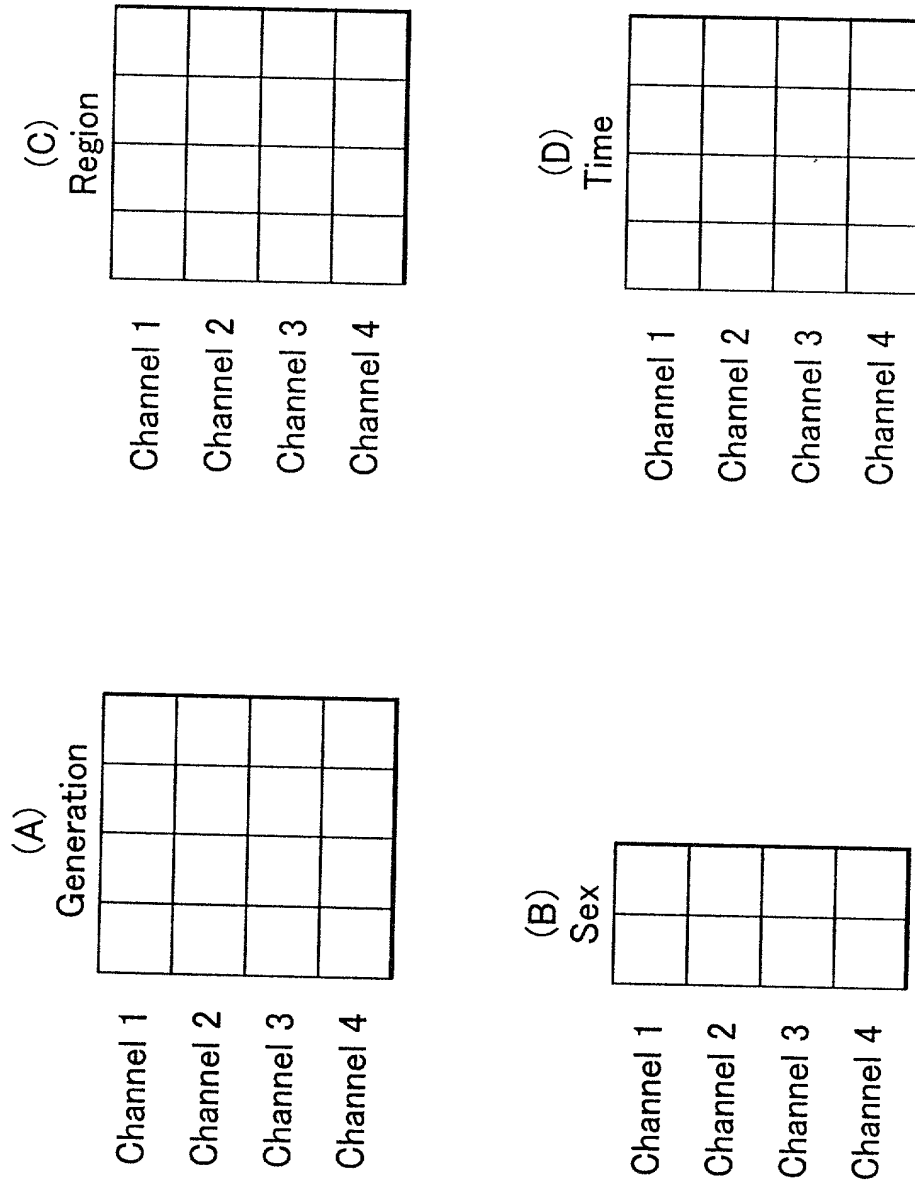 (A)
Generation
Channel 1
Channel 2
Channel 3
Channel 4
(B)
Sex
Channel 1
Channel 2
Channel 3
Channel 4
(C)
Region
Channel 1
Channel 2
Channel 3
Channel 4
(D)
Time
Channel 1
Channel 2
Channel 3
Channel 4